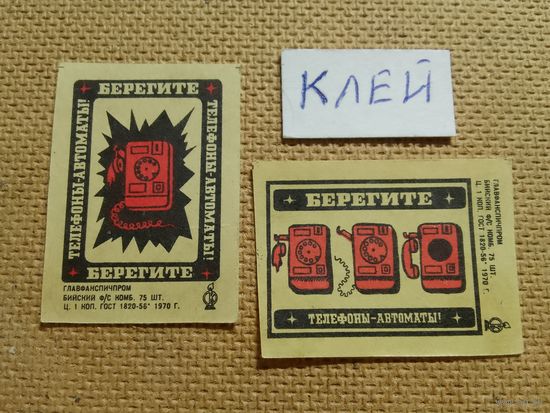 КЛЕЙ
БЕРЕГИТЕ
ТЕЛЕФОНЫ-АВТОМАТЫ!
ТЕЛЕФОНЫ-АВТОМАТЫ!
БЕРЕГИТЕ
ГЛАВФАНСПИЧПРОМ
БИЙСКИЙ Ф/С КОМБ. 75 ШТ.
Ц. 1 КОП. ГОСТ 1820-56* 1970 Г.
БЕРЕГИТЕ
ТЕЛЕФОНЫ-АВТОМАТЫ!
ГЛАВФАНСПИЧПРОМ
БИЙСКИЙ Ф/С КОМБ. 75 ШТ.
Ц. 1 КОП. ГОСТ 1820-56* 1970 Г.